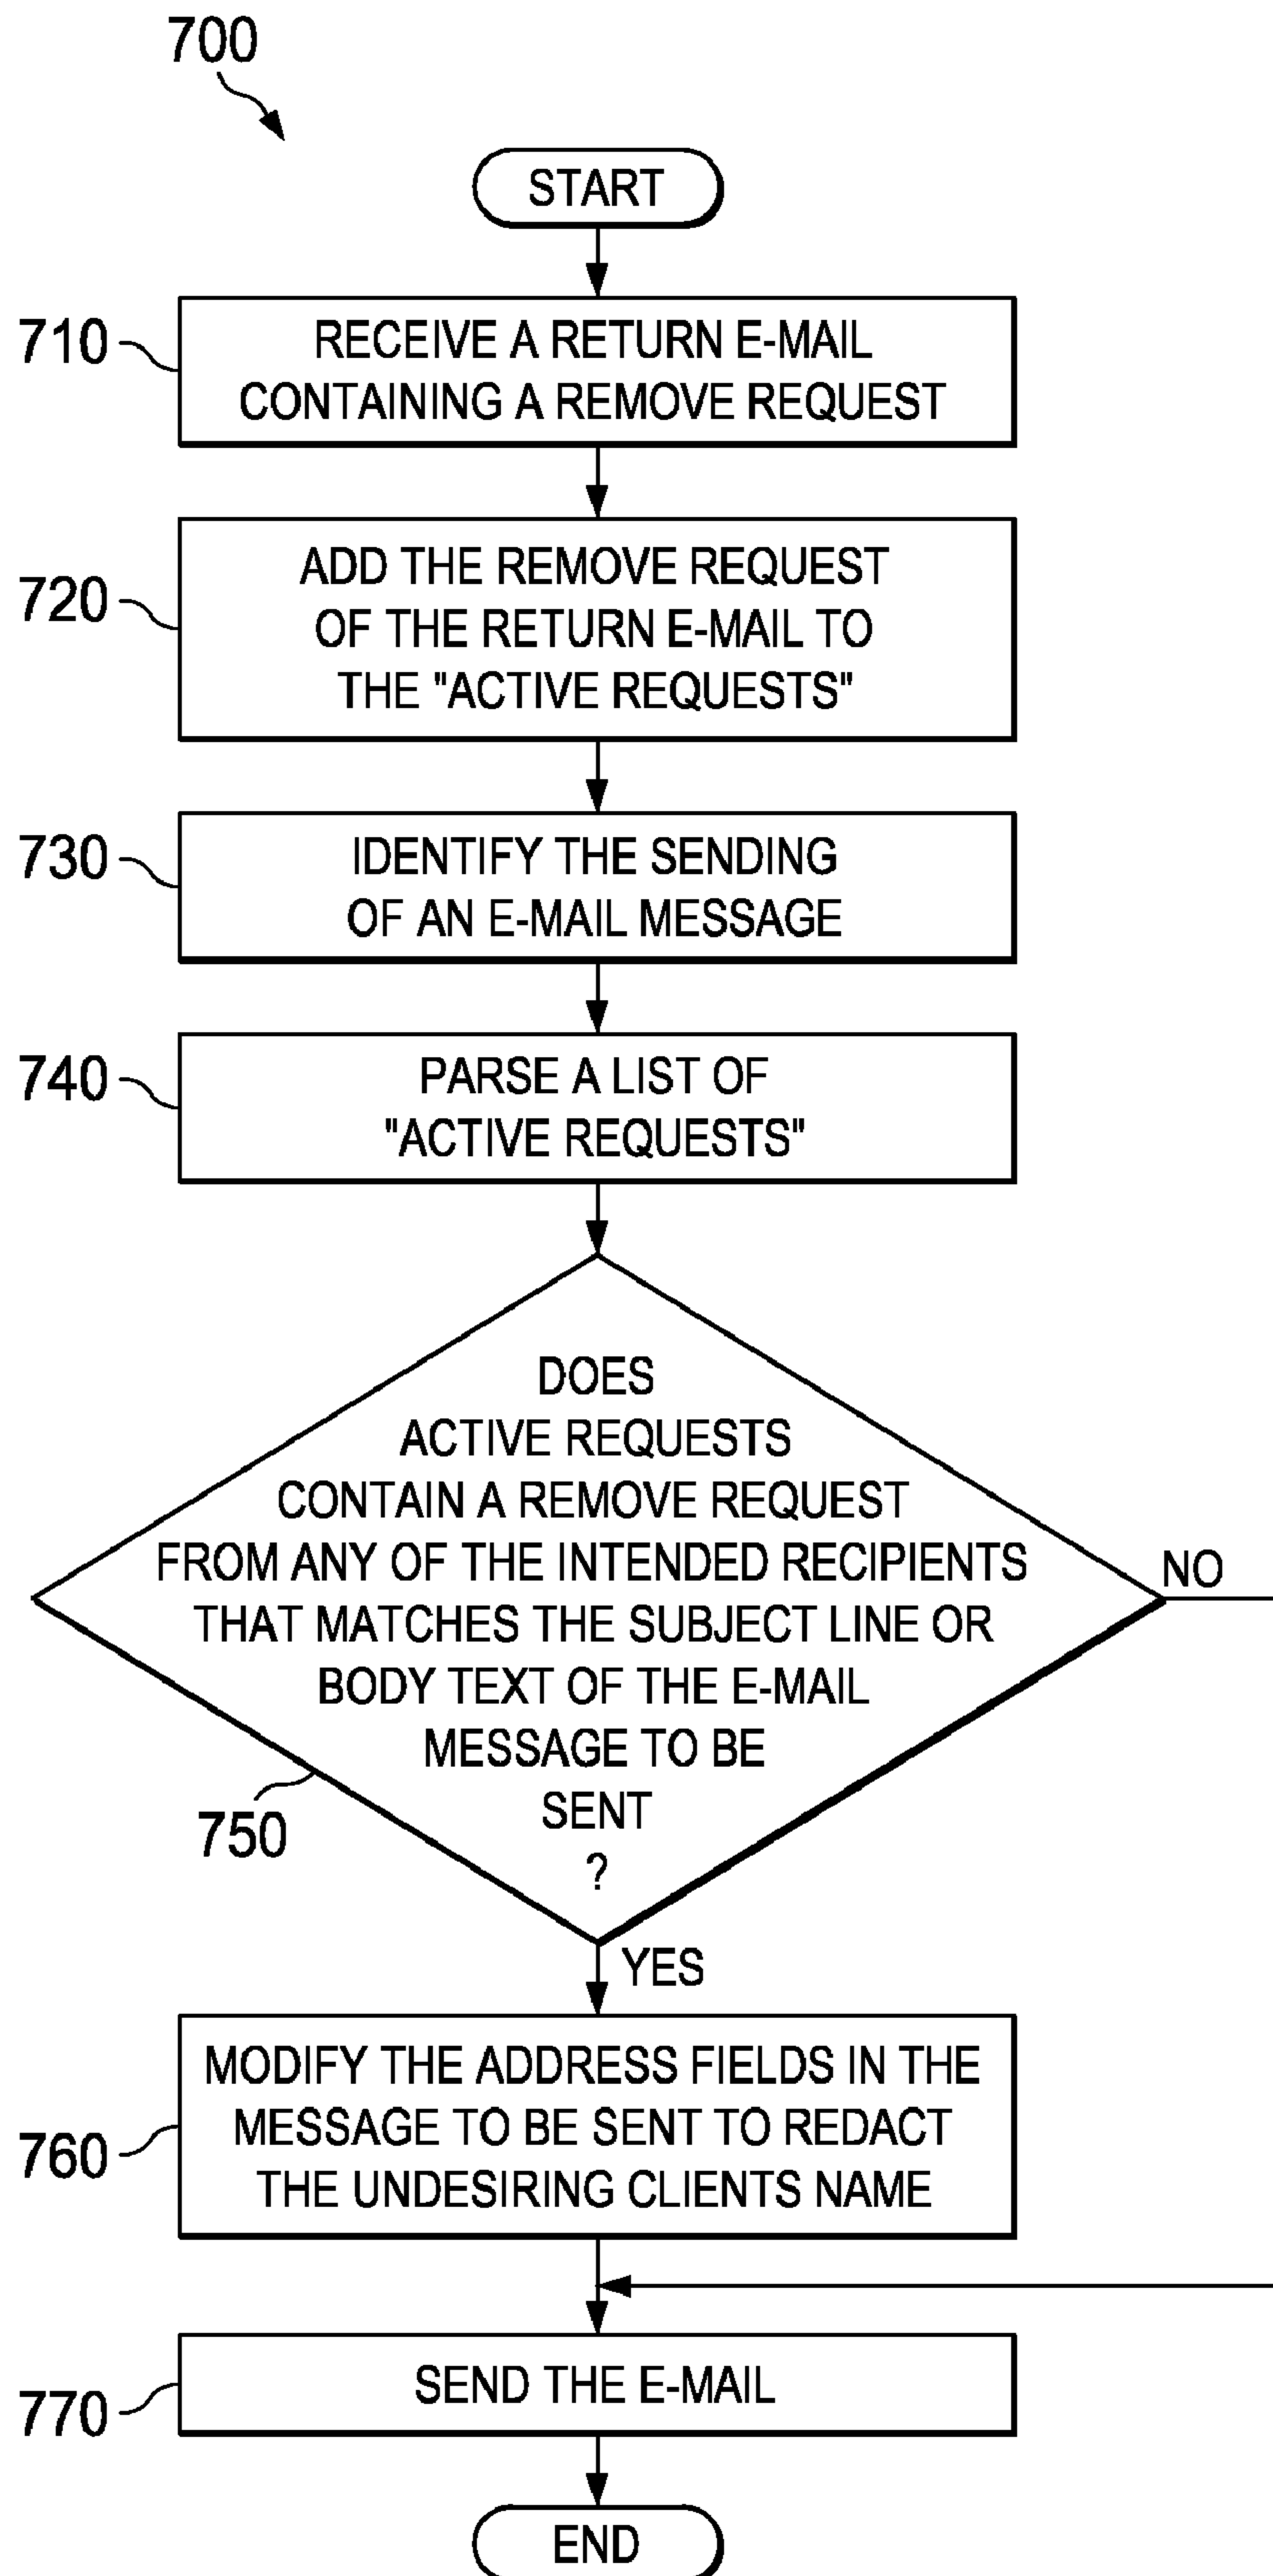 700
START
710
RECEIVE A RETURN E-MAIL
CONTAINING A REMOVE REQUEST
720
ADD THE REMOVE REQUEST
OF THE RETURN E-MAIL TO
THE "ACTIVE REQUESTS"
730
IDENTIFY THE SENDING
OF AN E-MAIL MESSAGE
740
PARSE A LIST OF
"ACTIVE REQUESTS"
DOES
ACTIVE REQUESTS
CONTAIN A REMOVE REQUEST
FROM ANY OF THE INTENDED RECIPIENTS
THAT MATCHES THE SUBJECT LINE OR
BODY TEXT OF THE E-MAIL
MESSAGE TO BE
SENT
?
NO
750
YES
760
MODIFY THE ADDRESS FIELDS IN THE
MESSAGE TO BE SENT TO REDACT
THE UNDESIRING CLIENTS NAME
770
SEND THE E-MAIL
END